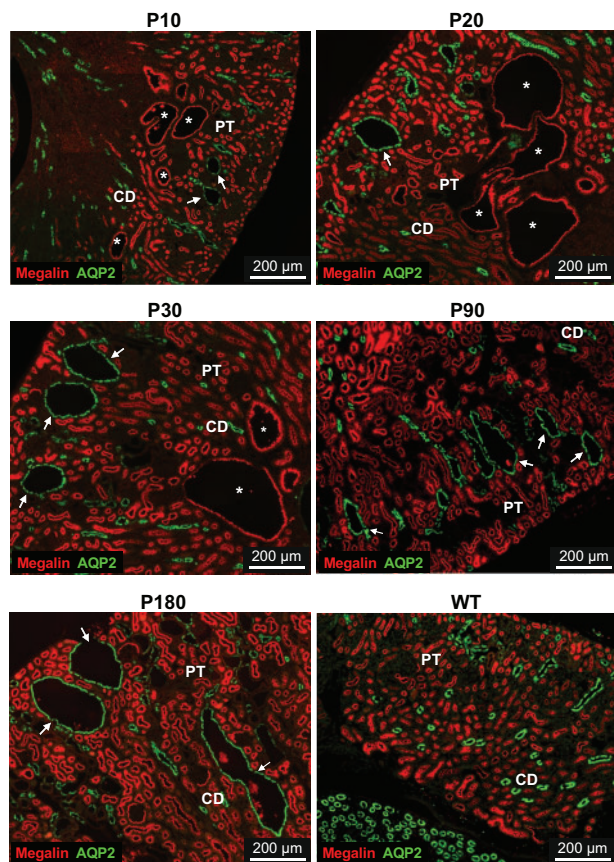 P10
P20
PT
*
*
*
CD
*
Megalin AQP2
200 µm
*
*
PT
CD
*
*
Megalin AQP2
200 µm
P30
P90
PT
CD
*
*
Megalin AQP2
200 µm
CD
PT
Megalin AQP2
200 µm
P180
WT
PT
CD
Megalin AQP2
200 µm
PT
CD
Megalin AQP2
200 µm